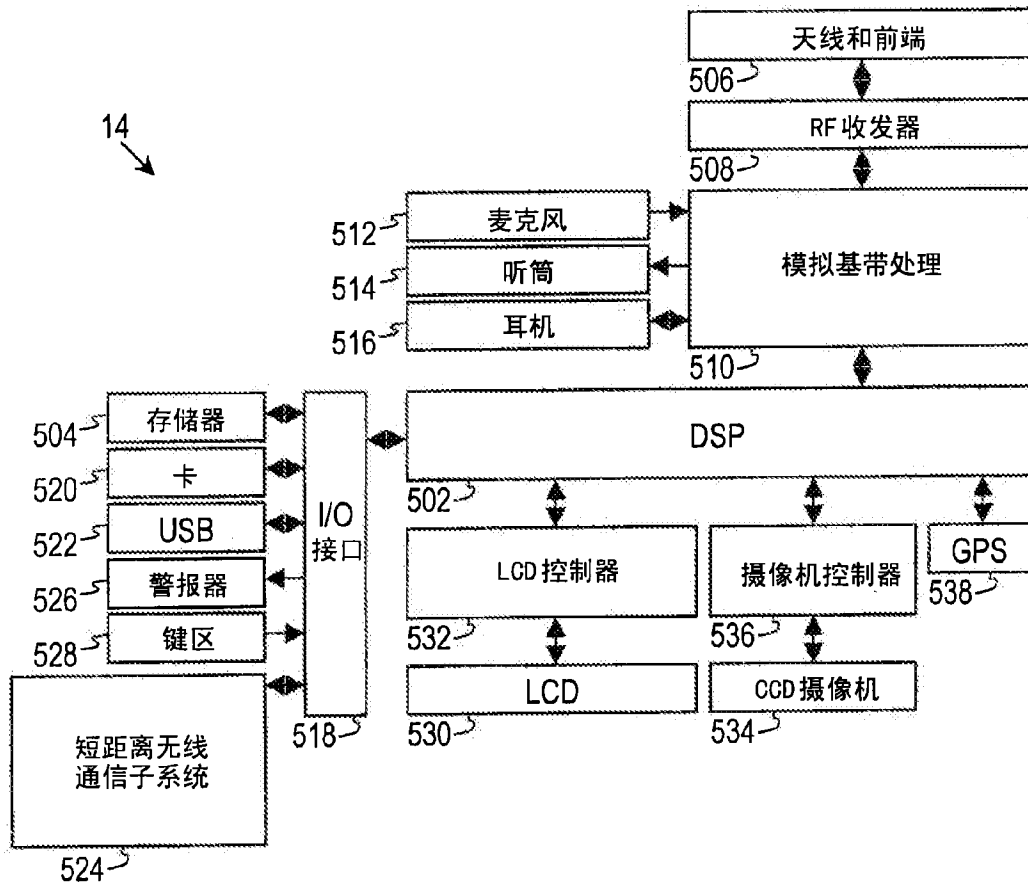 天线和前端
506
14
RF 收发器
508
麦克风
512
听筒
514
耳机
516
模拟基带处理
510
存储器
504
卡
520
USB
522
警报器
526
键区
528
I/O
接口
518
DSP
502
LCD 控制器
532
摄像机控制器
536
GPS
538
LCD
530
CCD 摄像机
534
短距离无线
通信子系统
524